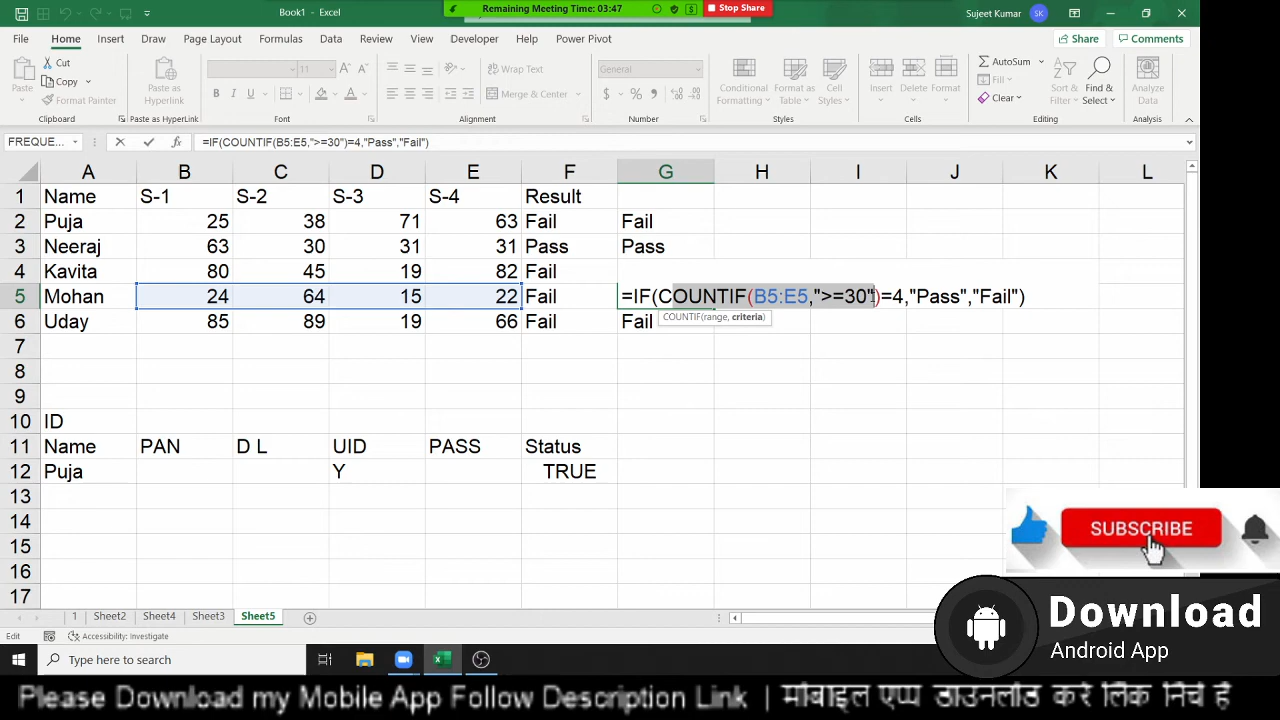 Book1 - Excel
Remaining Meeting Time: 03:47
Stop Share
Sujeet Kumar
SK
File Home Insert Draw Page Layout Formulas Data Review View Developer Help Power Pivot
Share
Comments
Paste
Cut
Copy
Format Painter
Clipboard
Paste as Hyperlink
Paste as Hyperlink
11
B I U
Font
Wrap Text
Merge & Center
Alignment
General
$ % ,
Number
Conditional Formatting
Format as Table
Cell Styles
Styles
Insert
Delete
Format
Cells
AutoSum
Fill
Clear
Sort & Filter
Find & Select
Editing
Analyze Data
Analysis
FREQUE...
fx
=IF(COUNTIF(B5:E5,">=30")=4,"Pass","Fail")
A B C D E F G H I J K L
1 Name S-1 S-2 S-3 S-4 Result
2 Puja 25 38 71 63 Fail Fail
3 Neeraj 63 30 31 31 Pass Pass
4 Kavita 80 45 19 82 Fail
5 Mohan 24 64 15 22 Fail =IF(COUNTIF(B5:E5,">=30")=4,"Pass","Fail")
COUNTIF(range, criteria)
6 Uday 85 89 19 66 Fail Fail
7
8
9
10 ID
11 Name PAN D L UID PASS Status
12 Puja Y TRUE
13
14
15
16
17
SUBSCRIBE
Download
Android App
1 Sheet2 Sheet4 Sheet3 Sheet5
Edit
Accessibility: Investigate
Type here to search
Please Download my Mobile App Follow Description Link | मोबाइल एप्प डाउनलोड करे लिंक निचे है